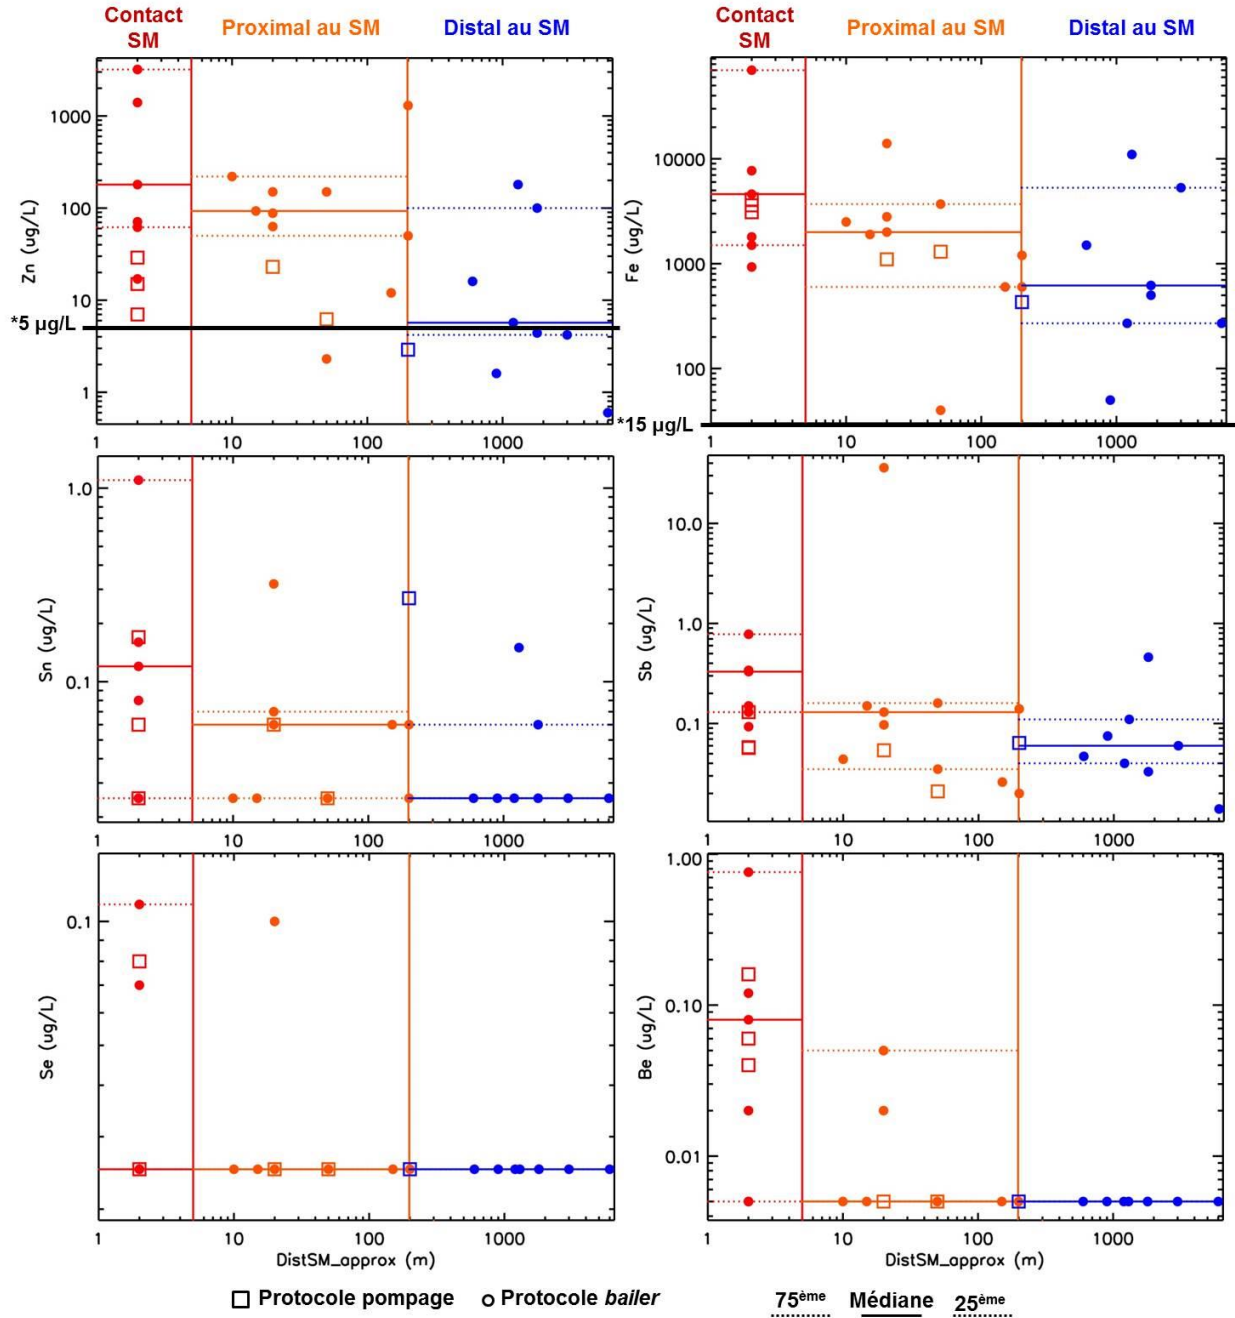 Contact
SM
Proximal au SM
Distal au SM
Contact
SM
Proximal au SM
Distal au SM
Zn (ug/L)
1000
100
10
1
*5 µg/L
1 10 100 1000
Fe (ug/L)
10000
1000
100
*15 µg/L
1 10 100 1000
Sn (ug/L)
1.0
0.1
1 10 100 1000
Sb (ug/L)
10.0
1.0
0.1
1 10 100 1000
Se (ug/L)
0.1
1 10 100 1000
DistSM_approx (m)
Be (ug/L)
1.00
0.10
0.01
1 10 100 1000
DistSM_approx (m)
Protocole pompage Protocole bailer 75ème Médiane 25ème